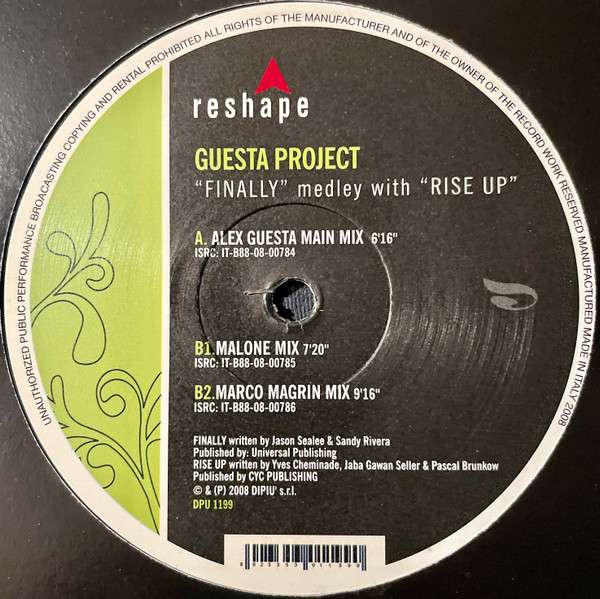 UNAUTHORIZED PUBLIC PERFORMANCE BROACASTING COPYING AND RENTAL PROHIBITED ALL RIGHTS OF THE MANUFACTURER AND OF THE OWNER OF THE RECORD WORK RESERVED MANUFACTURED MADE IN ITALY 2008
reshape
GUESTA PROJECT
"FINALLY" medley with "RISE UP"
A. ALEX GUESTA MAIN MIX 6'16"
ISRC: IT-B88-08-00784
B1.MALONE MIX 7'20"
ISRC: IT-B88-08-00785
B2.MARCO MAGRIN MIX 9'16"
ISRC: IT-B88-08-00786
FINALLY written by Jason Sealee & Sandy Rivera
Published by: Universal Publishing
RISE UP written by Yves Cheminade, Jaba Gawan Seller & Pascal Brunkow
Published by CYC PUBLISHING
© & (P) 2008 DIPIU' s.r.l.
DPU 1199